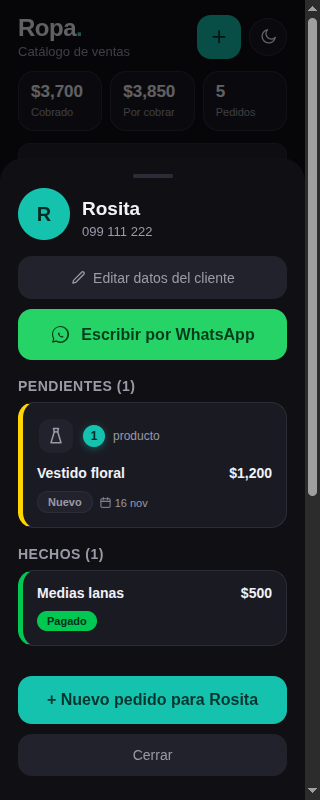 Ropa.
Catálogo de ventas
$3,700
Cobrado
$3,850
Por cobrar
5
Pedidos
R
Rosita
099 111 222
Editar datos del cliente
Escribir por WhatsApp
PENDIENTES (1)
1 producto
Vestido floral $1,200
Nuevo 16 nov
HECHOS (1)
Medias lanas $500
Pagado
+ Nuevo pedido para Rosita
Cerrar